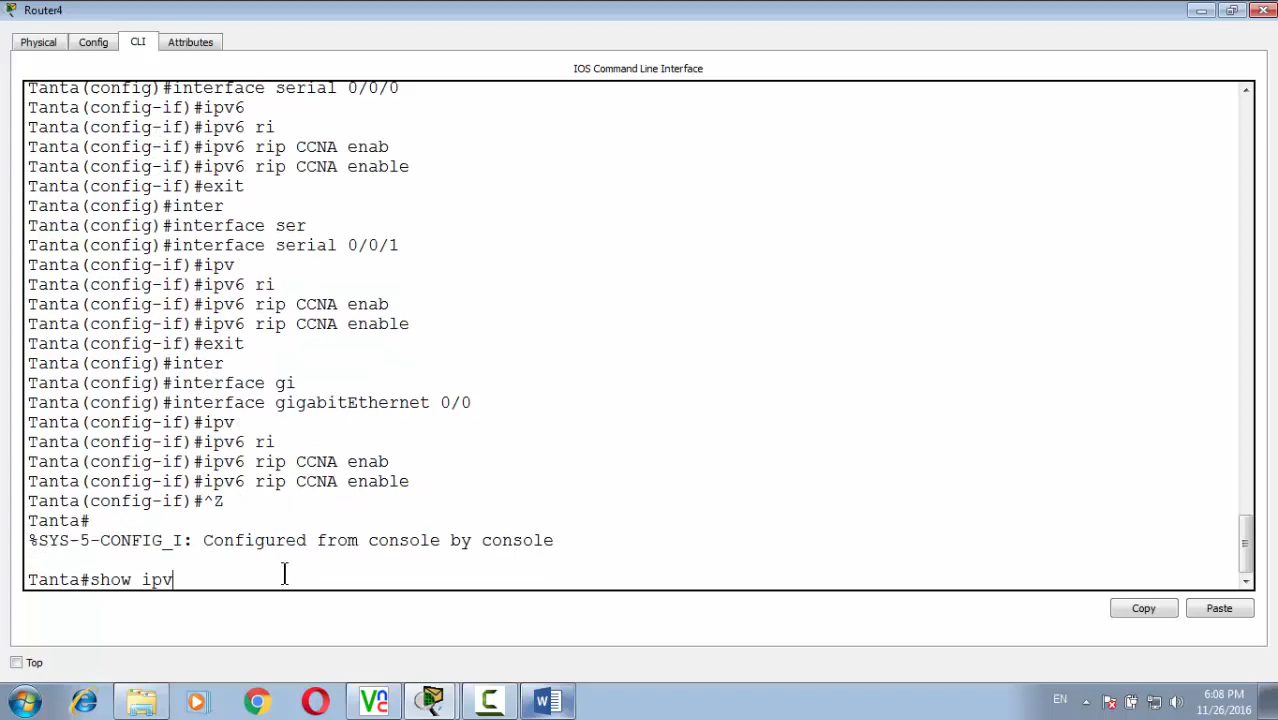 Router4
Physical Config CLI Attributes
IOS Command Line Interface
Tanta(config)#interface serial 0/0/0
Tanta(config-if)#ipv6
Tanta(config-if)#ipv6 ri
Tanta(config-if)#ipv6 rip CCNA enab
Tanta(config-if)#ipv6 rip CCNA enable
Tanta(config-if)#exit
Tanta(config)#inter
Tanta(config)#interface ser
Tanta(config)#interface serial 0/0/1
Tanta(config-if)#ipv
Tanta(config-if)#ipv6 ri
Tanta(config-if)#ipv6 rip CCNA enab
Tanta(config-if)#ipv6 rip CCNA enable
Tanta(config-if)#exit
Tanta(config)#inter
Tanta(config)#interface gi
Tanta(config)#interface gigabitEthernet 0/0
Tanta(config-if)#ipv
Tanta(config-if)#ipv6 ri
Tanta(config-if)#ipv6 rip CCNA enab
Tanta(config-if)#ipv6 rip CCNA enable
Tanta(config-if)#^Z
Tanta#
%SYS-5-CONFIG_I: Configured from console by console
Tanta#show ipv
Copy Paste
Top
EN
6:08 PM
11/26/2016